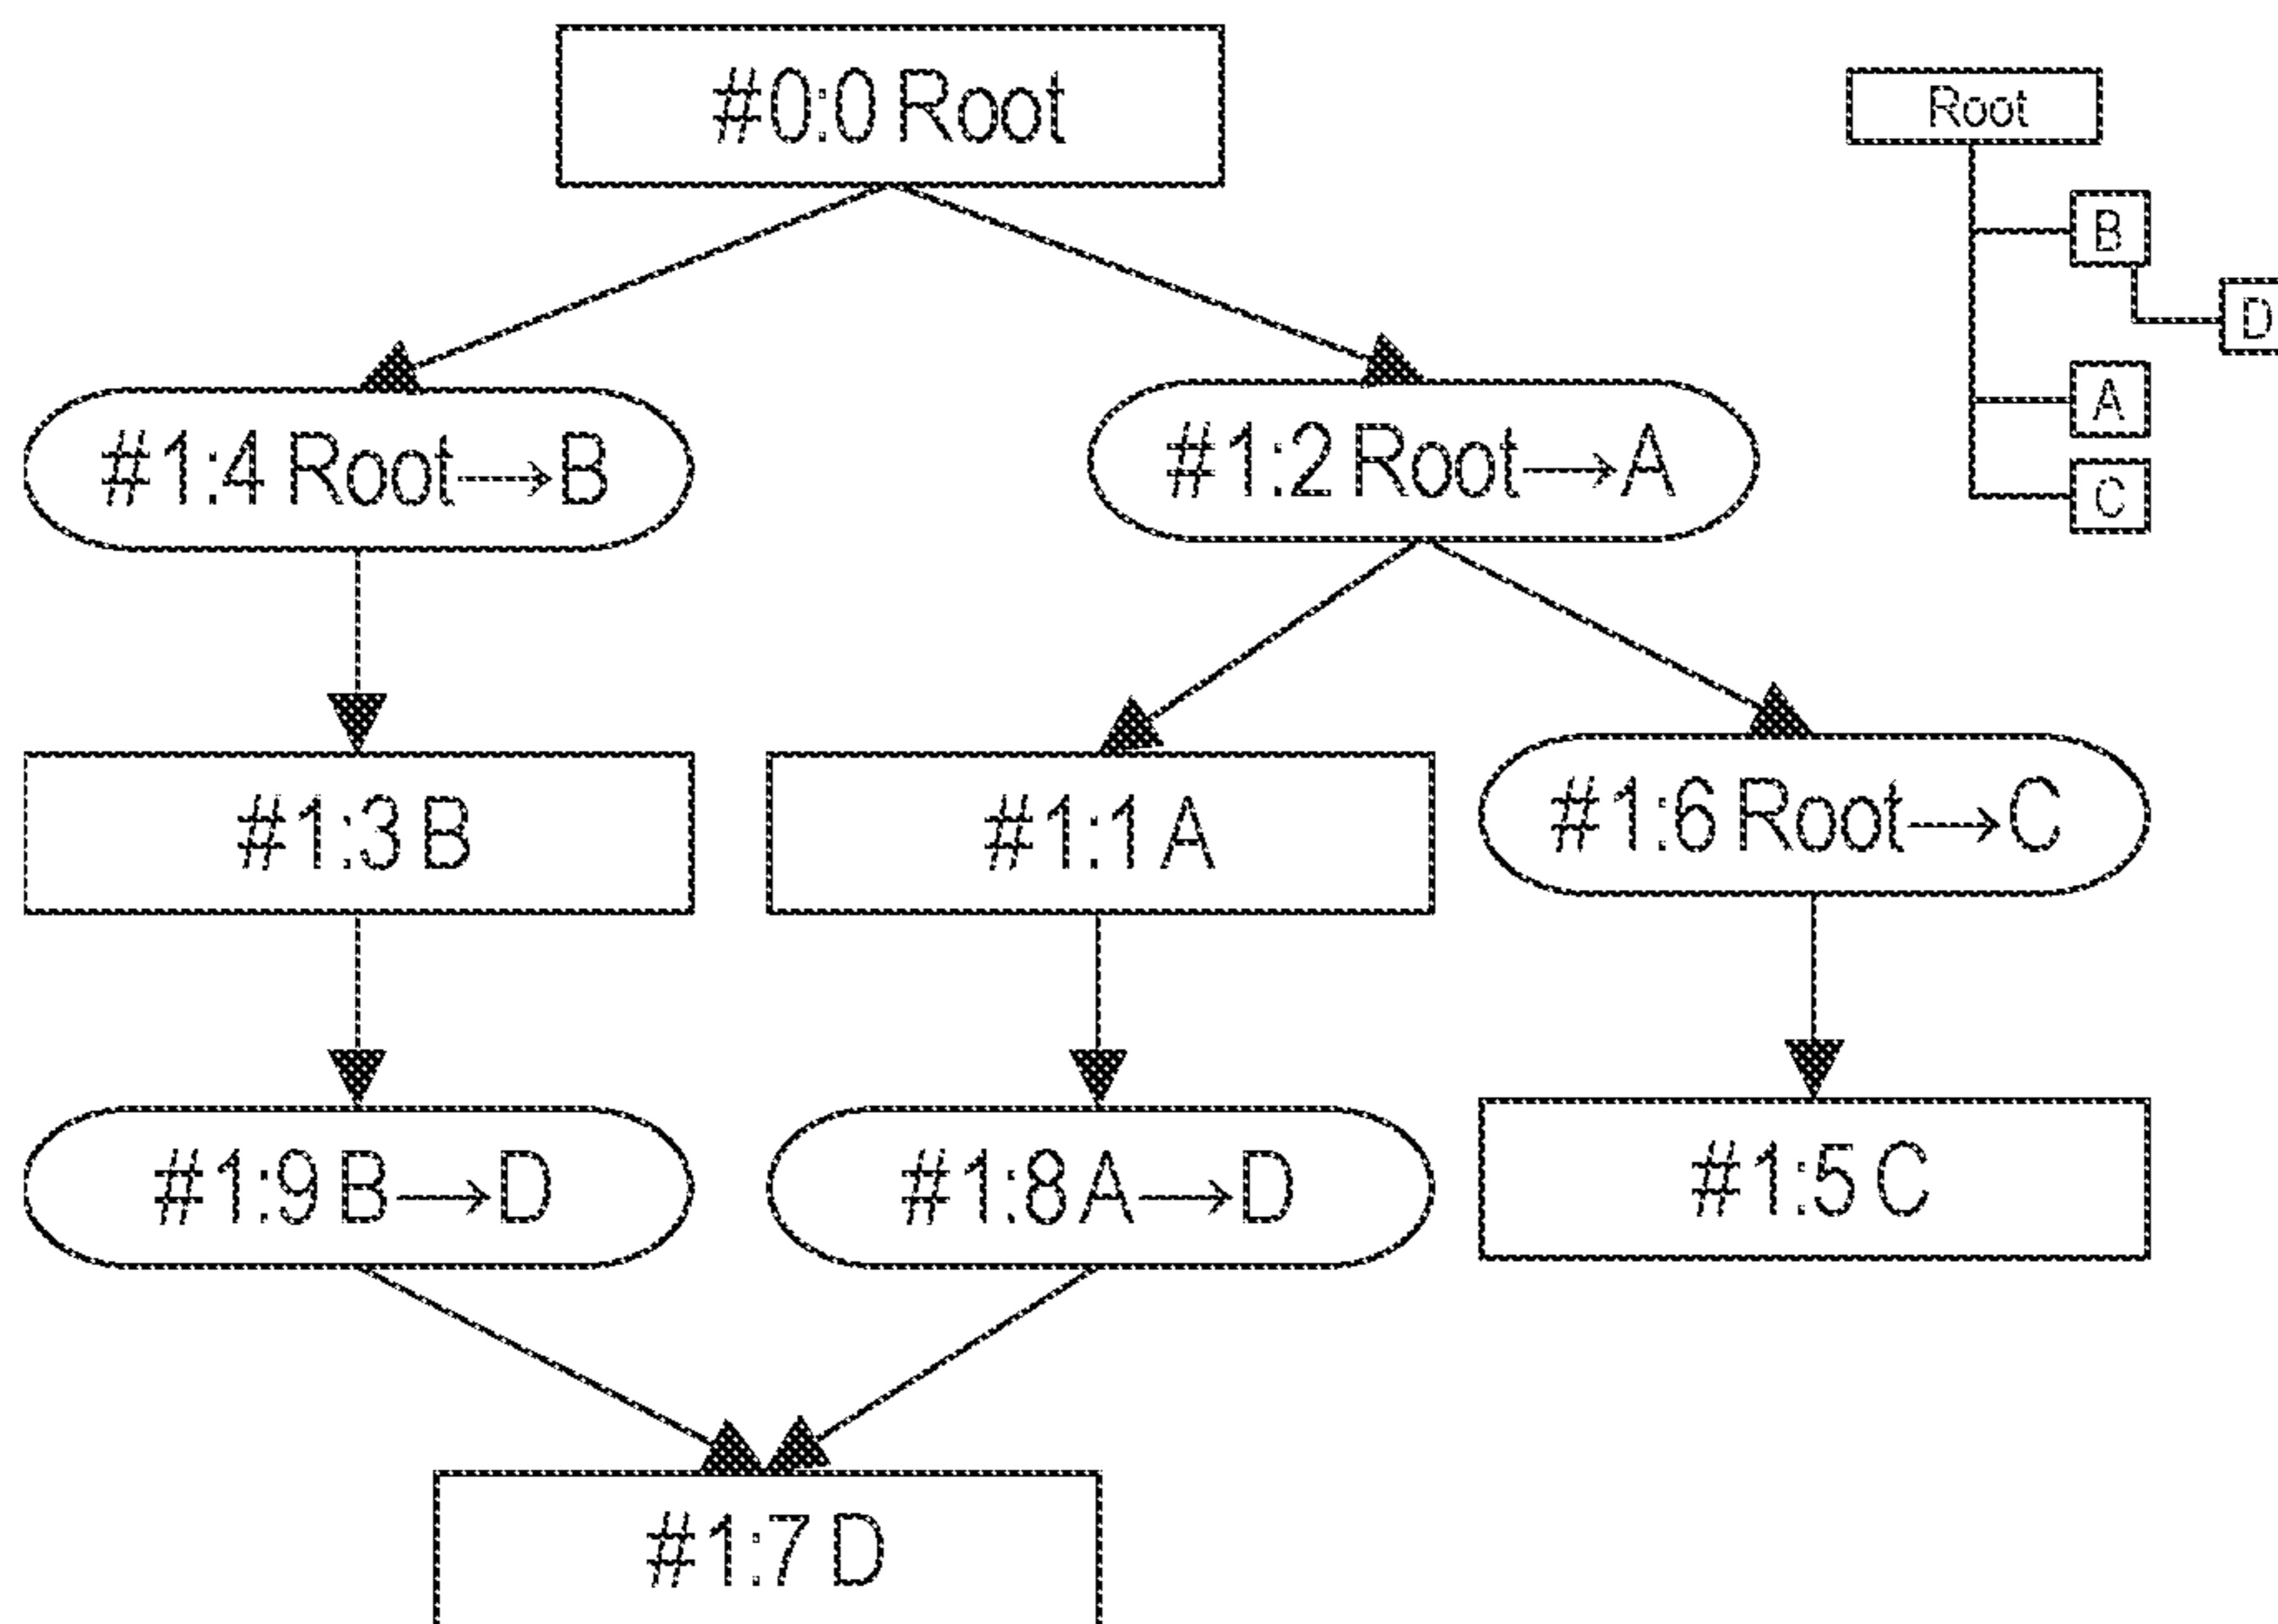 #0:0 Root
#1:4 Root→B
#1:2 Root→A
#1:3 B
#1:1 A
#1:6 Root→C
#1:9 B→D
#1:8 A→D
#1:5 C
#1:7 D
Root
B
D
A
C